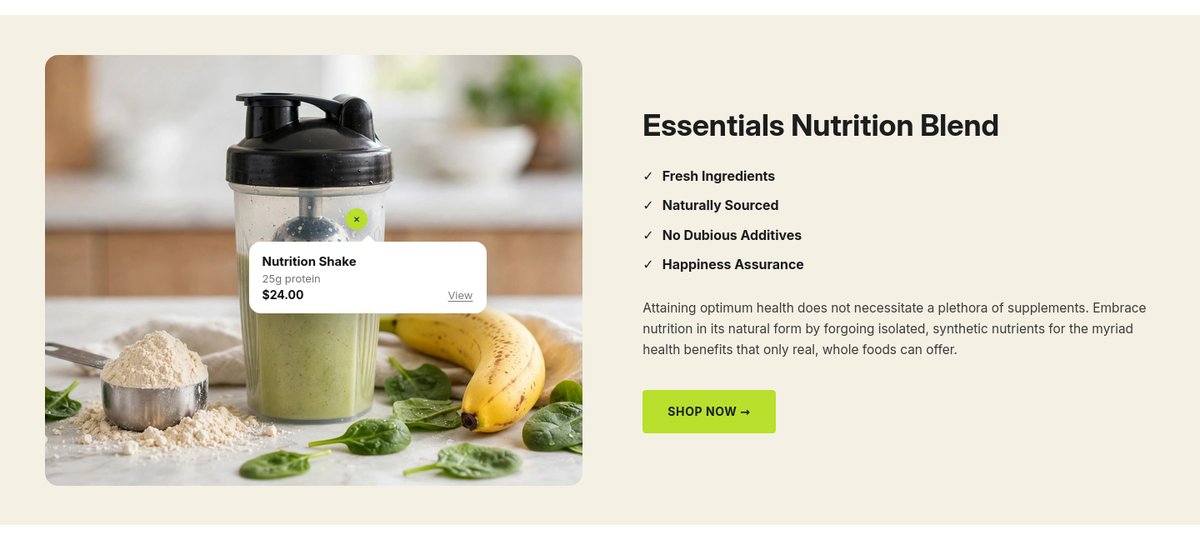 Essentials Nutrition Blend
✓ Fresh Ingredients
✓ Naturally Sourced
✓ No Dubious Additives
✓ Happiness Assurance
Attaining optimum health does not necessitate a plethora of supplements. Embrace
nutrition in its natural form by forgoing isolated, synthetic nutrients for the myriad
health benefits that only real, whole foods can offer.
SHOP NOW →
×
Nutrition Shake
25g protein
$24.00 View